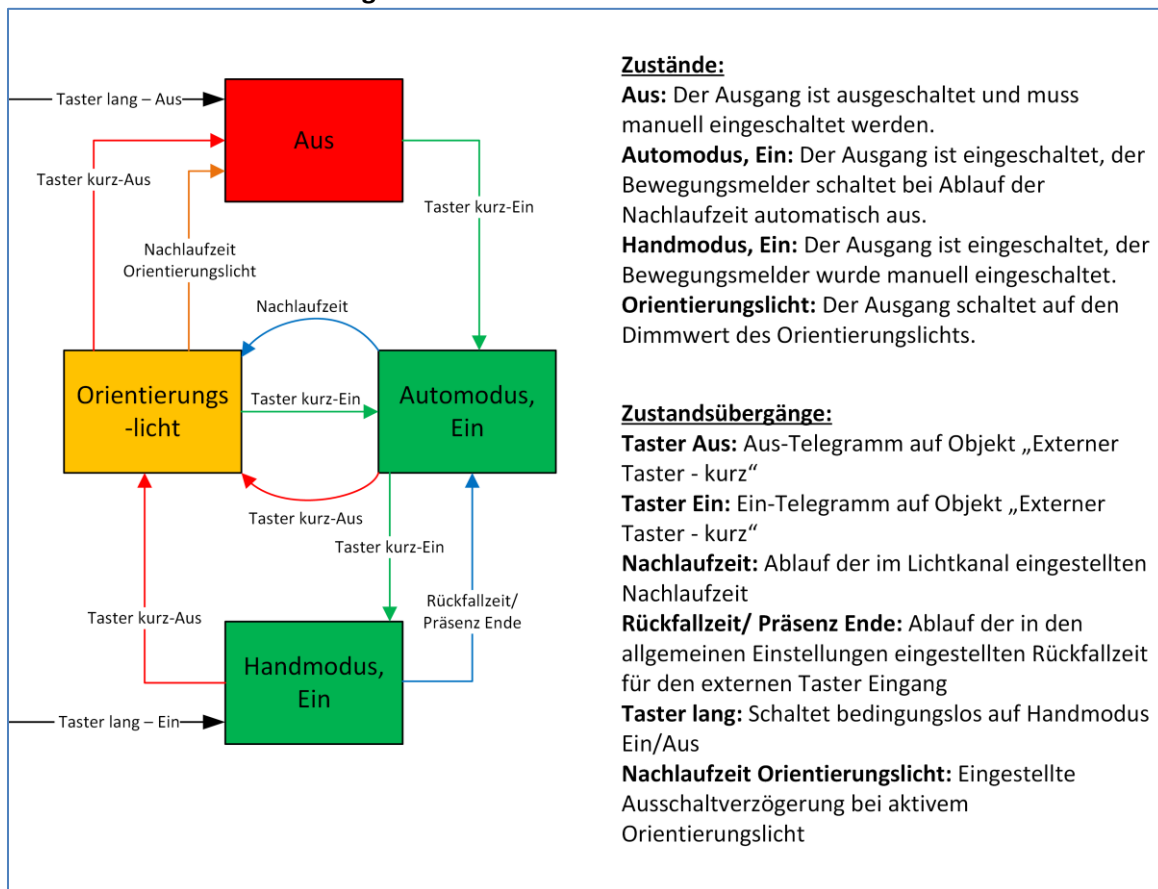 Taster lang – Aus
Aus
Taster kurz-Aus
Taster kurz-Ein
Nachlaufzeit
Orientierungslicht
Nachlaufzeit
Orientierungs
-licht
Taster kurz-Ein
Automodus,
Ein
Taster kurz-Aus
Taster kurz-Ein
Taster kurz-Aus
Rückfallzeit/
Präsenz Ende
Handmodus,
Ein
Taster lang – Ein
Zustände:
Aus: Der Ausgang ist ausgeschaltet und muss
manuell eingeschaltet werden.
Automodus, Ein: Der Ausgang ist eingeschaltet, der
Bewegungsmelder schaltet bei Ablauf der
Nachlaufzeit automatisch aus.
Handmodus, Ein: Der Ausgang ist eingeschaltet, der
Bewegungsmelder wurde manuell eingeschaltet.
Orientierungslicht: Der Ausgang schaltet auf den
Dimmwert des Orientierungslichts.
Zustandsübergänge:
Taster Aus: Aus-Telegramm auf Objekt „Externer
Taster - kurz“
Taster Ein: Ein-Telegramm auf Objekt „Externer
Taster - kurz“
Nachlaufzeit: Ablauf der im Lichtkanal eingestellten
Nachlaufzeit
Rückfallzeit/ Präsenz Ende: Ablauf der in den
allgemeinen Einstellungen eingestellten Rückfallzeit
für den externen Taster Eingang
Taster lang: Schaltet bedingungslos auf Handmodus
Ein/Aus
Nachlaufzeit Orientierungslicht: Eingestellte
Ausschaltverzögerung bei aktivem
Orientierungslicht